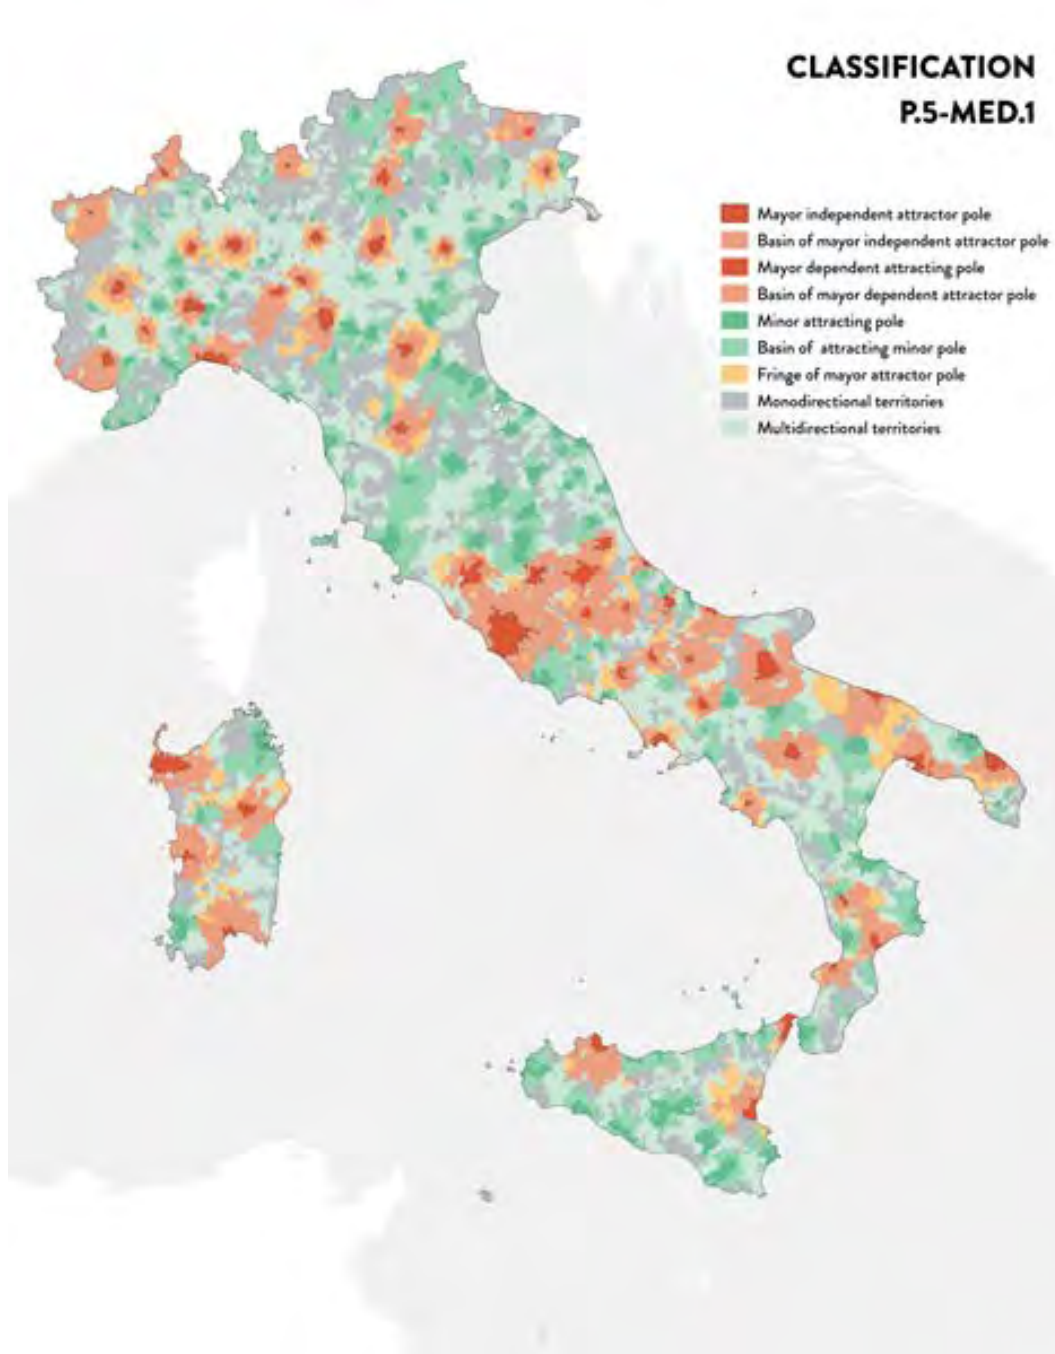 CLASSIFICATION
P.5-MED.1
Mayor independent attractor pole
Basin of mayor independent attractor pole
Mayor dependent attracting pole
Basin of mayor dependent attractor pole
Minor attracting pole
Basin of attracting minor pole
Fringe of mayor attractor pole
Monodirectional territories
Multidirectional territories